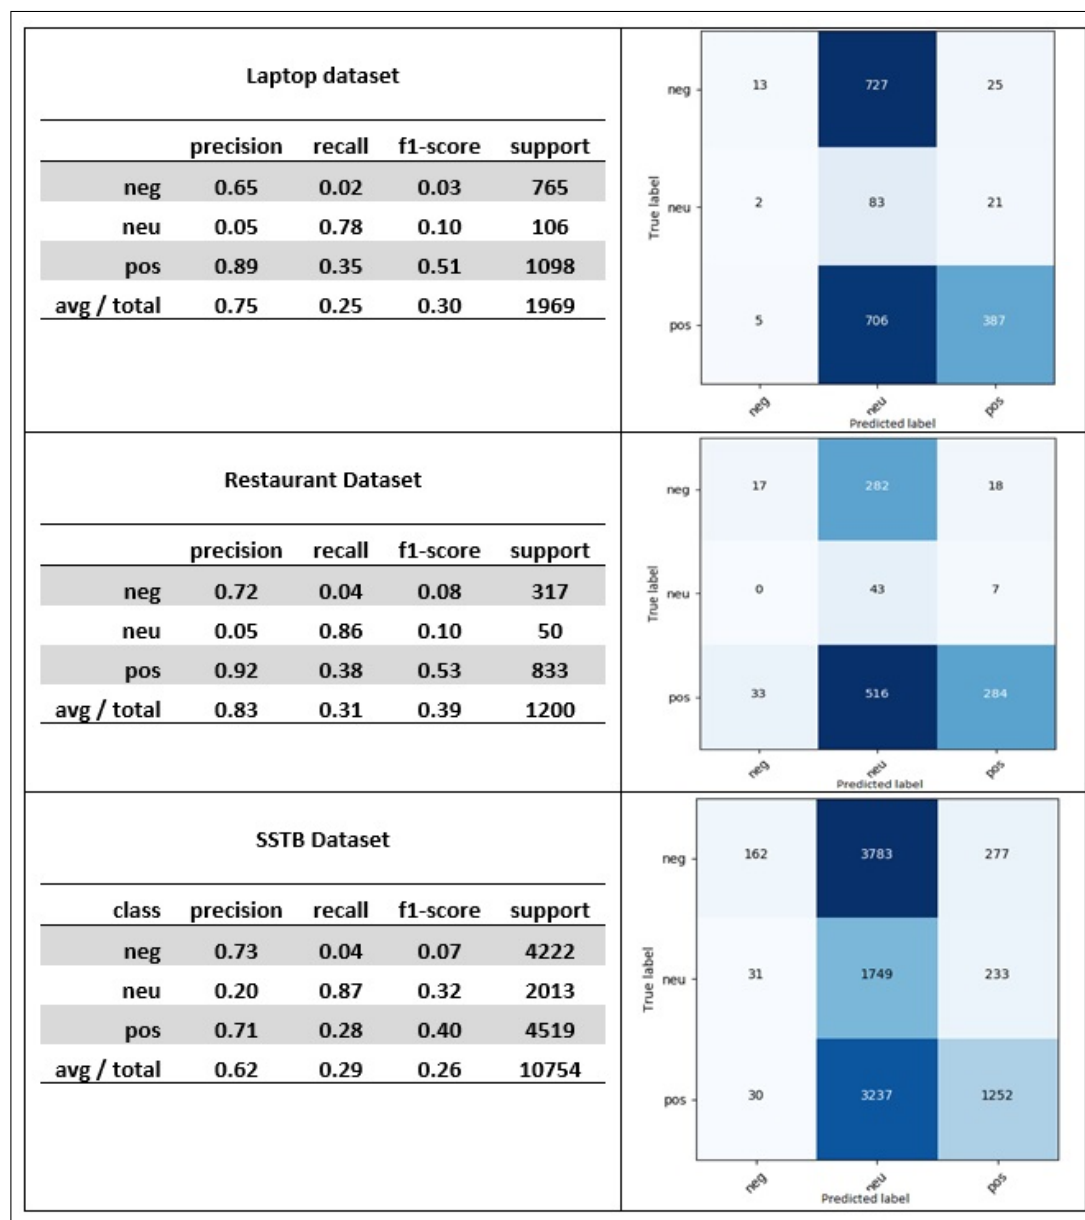 Laptop dataset
precision recall f1-score support
neg 0.65 0.02 0.03 765
neu 0.05 0.78 0.10 106
pos 0.89 0.35 0.51 1098
avg / total 0.75 0.25 0.30 1969
True label
neg 13 727 25
neu 2 83 21
pos 5 706 387
neg neu pos
Predicted label
Restaurant Dataset
precision recall f1-score support
neg 0.72 0.04 0.08 317
neu 0.05 0.86 0.10 50
pos 0.92 0.38 0.53 833
avg / total 0.83 0.31 0.39 1200
True label
neg 17 282 18
neu 0 43 7
pos 33 516 284
neg neu pos
Predicted label
SSTB Dataset
class precision recall f1-score support
neg 0.73 0.04 0.07 4222
neu 0.20 0.87 0.32 2013
pos 0.71 0.28 0.40 4519
avg / total 0.62 0.29 0.26 10754
True label
neg 162 3783 277
neu 31 1749 233
pos 30 3237 1252
neg neu pos
Predicted label